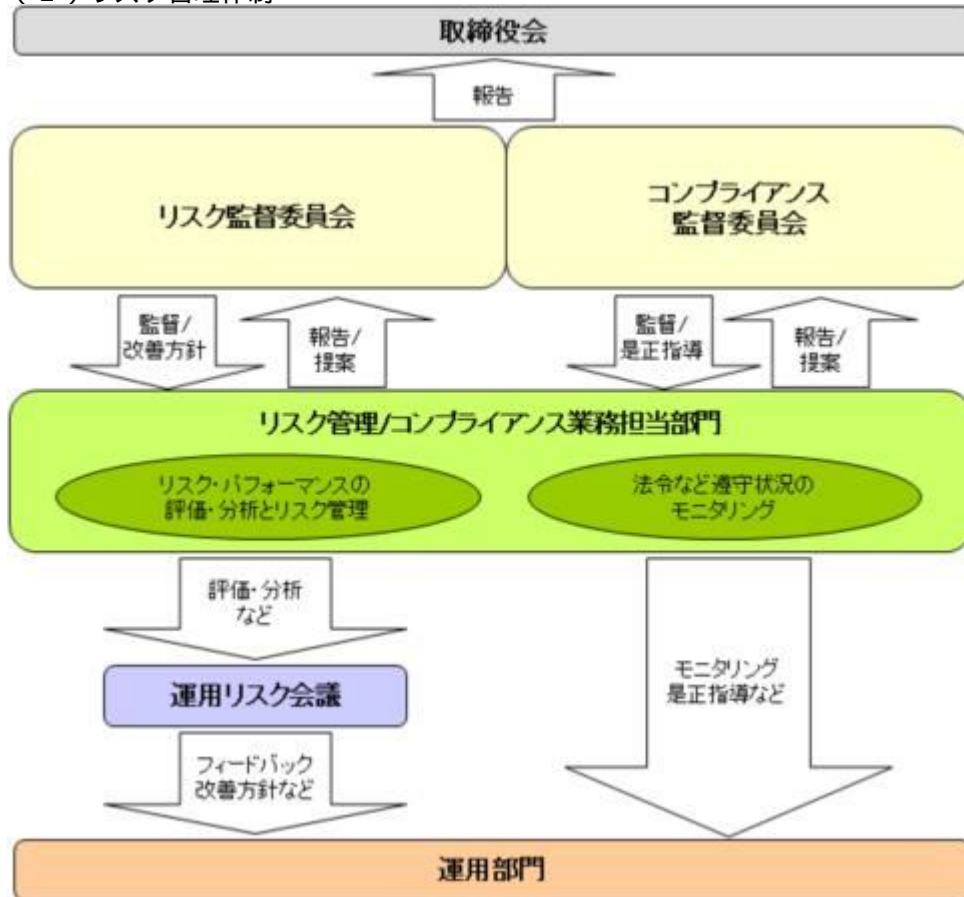 取締役会
報告
リスク監督委員会
コンプライアンス
監督委員会
監督/
改善方針
報告/
提案
監督/
是正指導
報告/
提案
リスク管理/コンプライアンス業務担当部門
リスク・パフォーマンスの
評価・分析とリスク管理
法令など遵守状況の
モニタリング
評価・分析
など
運用リスク会議
モニタリング
是正指導など
フィードバック
改善方針など
運用部門